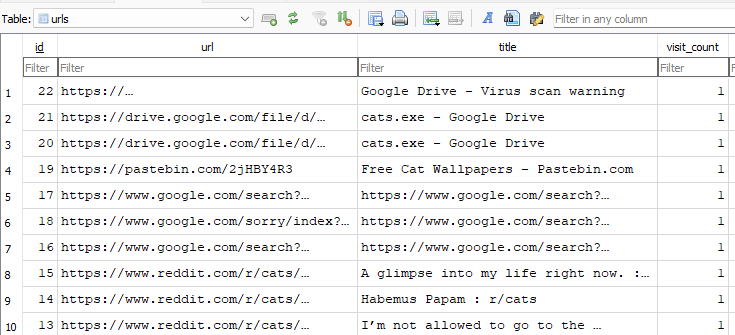 Table: urls Filter in any column
id url title visit_count
Filter Filter Filter Filter
1 22 https://… Google Drive - Virus scan warning 1
2 21 https://drive.google.com/file/d/… cats.exe - Google Drive 1
3 20 https://drive.google.com/file/d/… cats.exe - Google Drive 1
4 19 https://pastebin.com/2jHBY4R3 Free Cat Wallpapers - Pastebin.com 1
5 17 https://www.google.com/search?… https://www.google.com/search?… 1
6 18 https://www.google.com/sorry/index?… https://www.google.com/search?… 1
7 16 https://www.google.com/search?… https://www.google.com/search?… 1
8 15 https://www.reddit.com/r/cats/… A glimpse into my life right now. :… 1
9 14 https://www.reddit.com/r/cats/… Habemus Papam : r/cats 1
10 13 https://www.reddit.com/r/cats/… I’m not allowed to go to the … 1